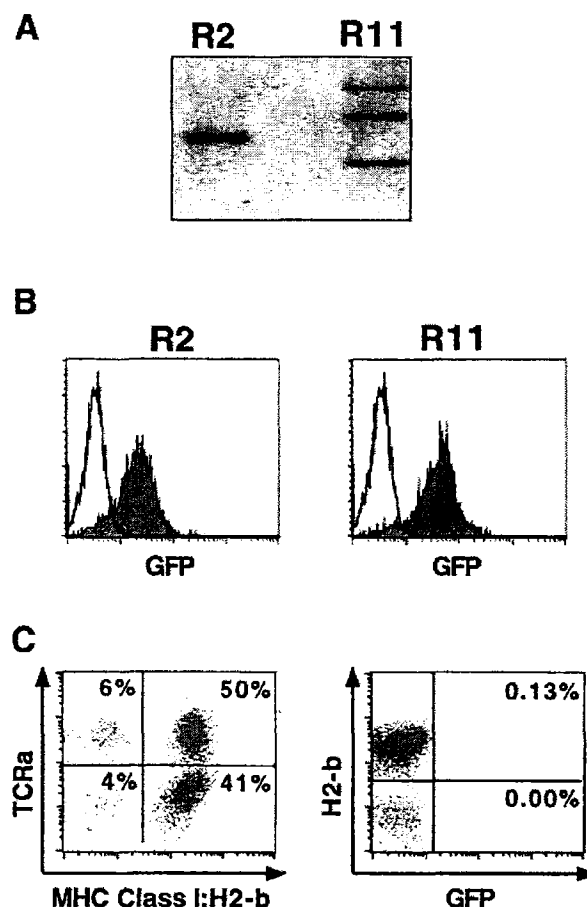 A
R2 R11
B
R2 R11
GFP GFP
C
6% 50%
4% 41%
TCRa
MHC Class I:H2-b
0.13%
0.00%
H2-b
GFP